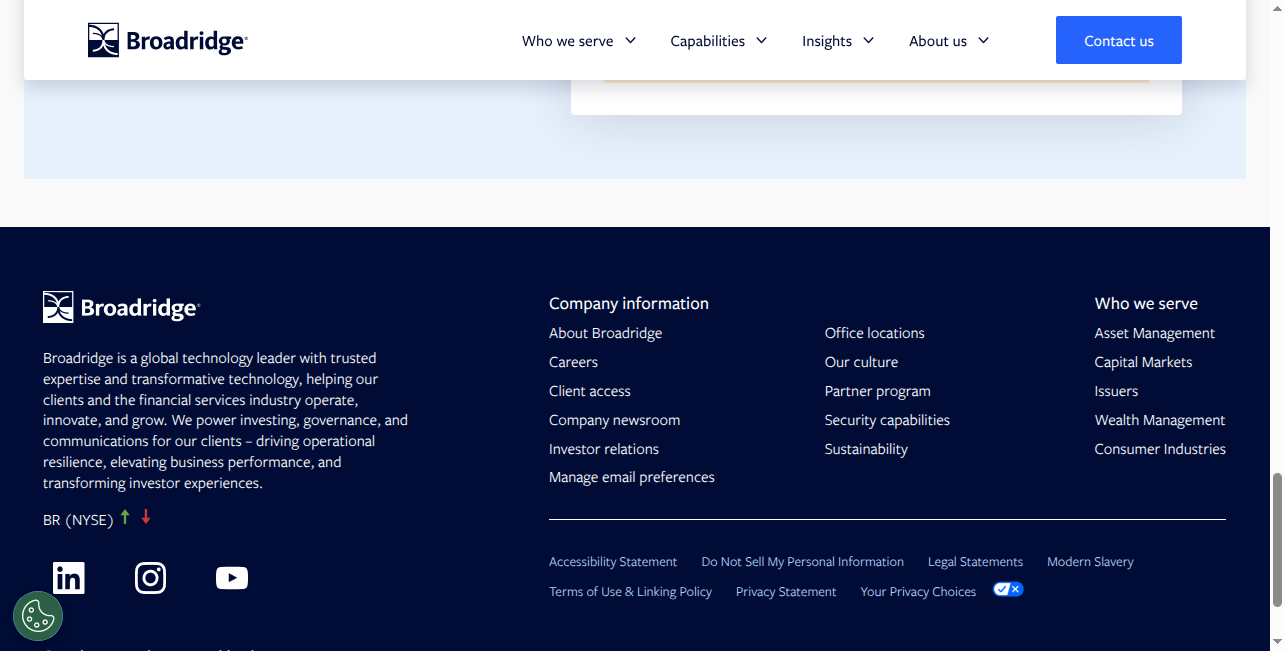 Broadridge
Who we serve
Capabilities
Insights
About us
Contact us
Broadridge
Broadridge is a global technology leader with trusted
expertise and transformative technology, helping our
clients and the financial services industry operate,
innovate, and grow. We power investing, governance, and
communications for our clients – driving operational
resilience, elevating business performance, and
transforming investor experiences.
BR (NYSE)
in
Company information
About Broadridge
Careers
Client access
Company newsroom
Investor relations
Manage email preferences
Office locations
Our culture
Partner program
Security capabilities
Sustainability
Who we serve
Asset Management
Capital Markets
Issuers
Wealth Management
Consumer Industries
Accessibility Statement
Do Not Sell My Personal Information
Legal Statements
Modern Slavery
Terms of Use & Linking Policy
Privacy Statement
Your Privacy Choices